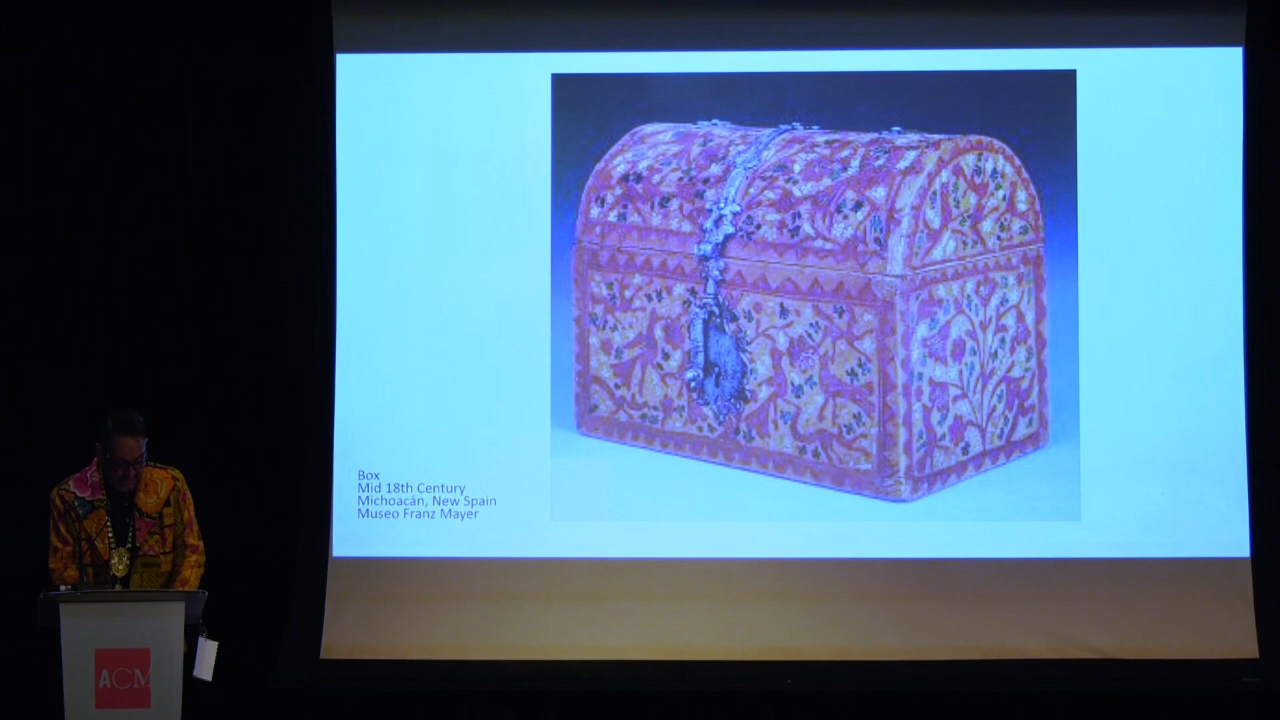 Box
Mid 18th Century
Michoacán, New Spain
Museo Franz Mayer
ACM